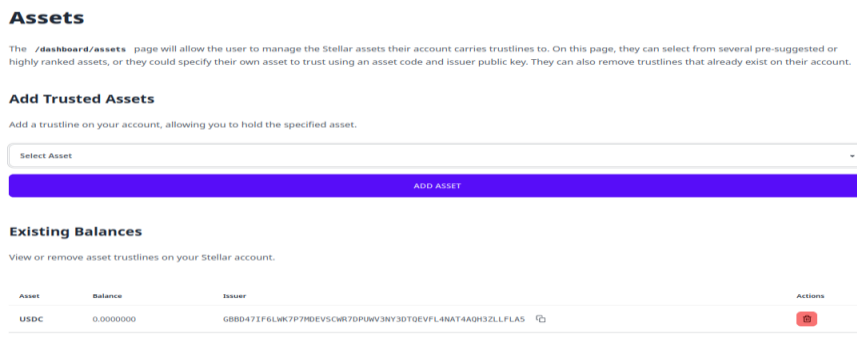 Assets
The /dashboard/assets page will allow the user to manage the Stellar assets their account carries trustlines to. On this page, they can select from several pre-suggested or
highly ranked assets, or they could specify their own asset to trust using an asset code and issuer public key. They can also remove trustlines that already exist on their account.
Add Trusted Assets
Add a trustline on your account, allowing you to hold the specified asset.
Select Asset
ADD ASSET
Existing Balances
View or remove asset trustlines on your Stellar account.
Asset Balance Issuer Actions
USDC 0.0000000 GBBD47IF6LWK7P7MDEVSCWR7DPUWV3NY3DTQEVFL4NAT4AQH3ZLLFLA5